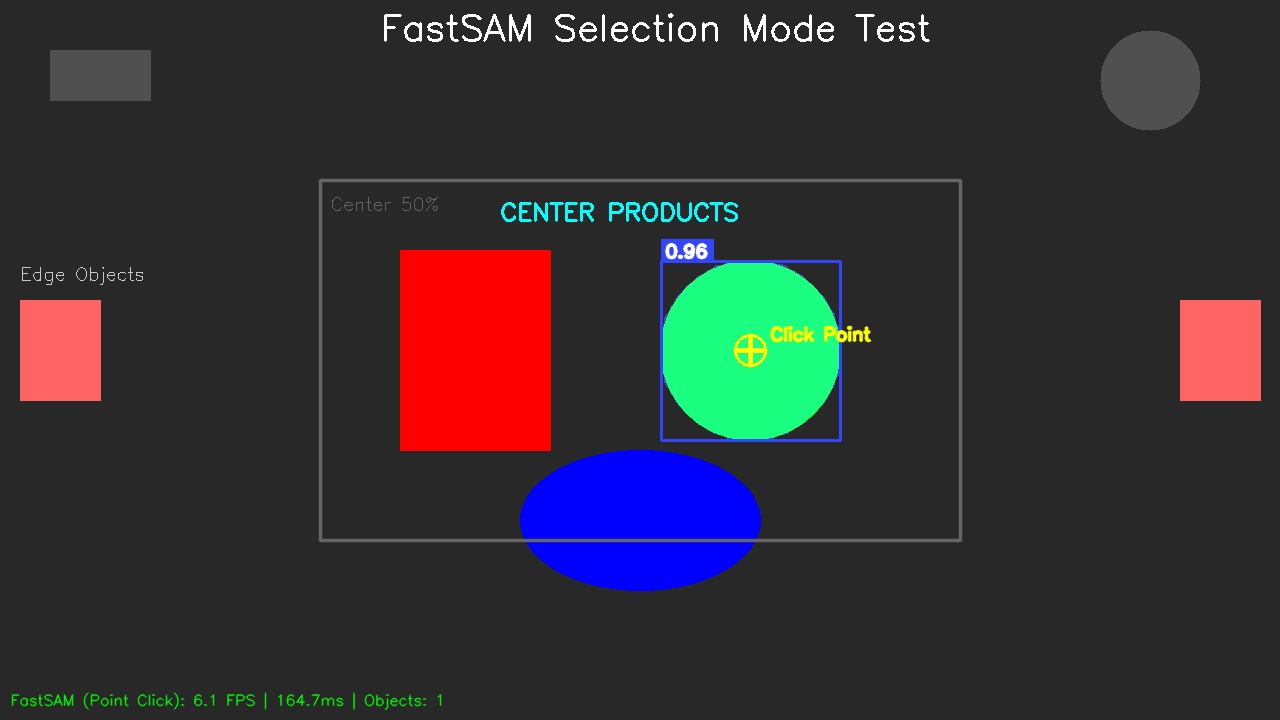 FastSAM Selection Mode Test
Center 50%
CENTER PRODUCTS
0.96
Edge Objects
Click Point
FastSAM (Point Click): 6.1 FPS | 164.7ms | Objects: 1